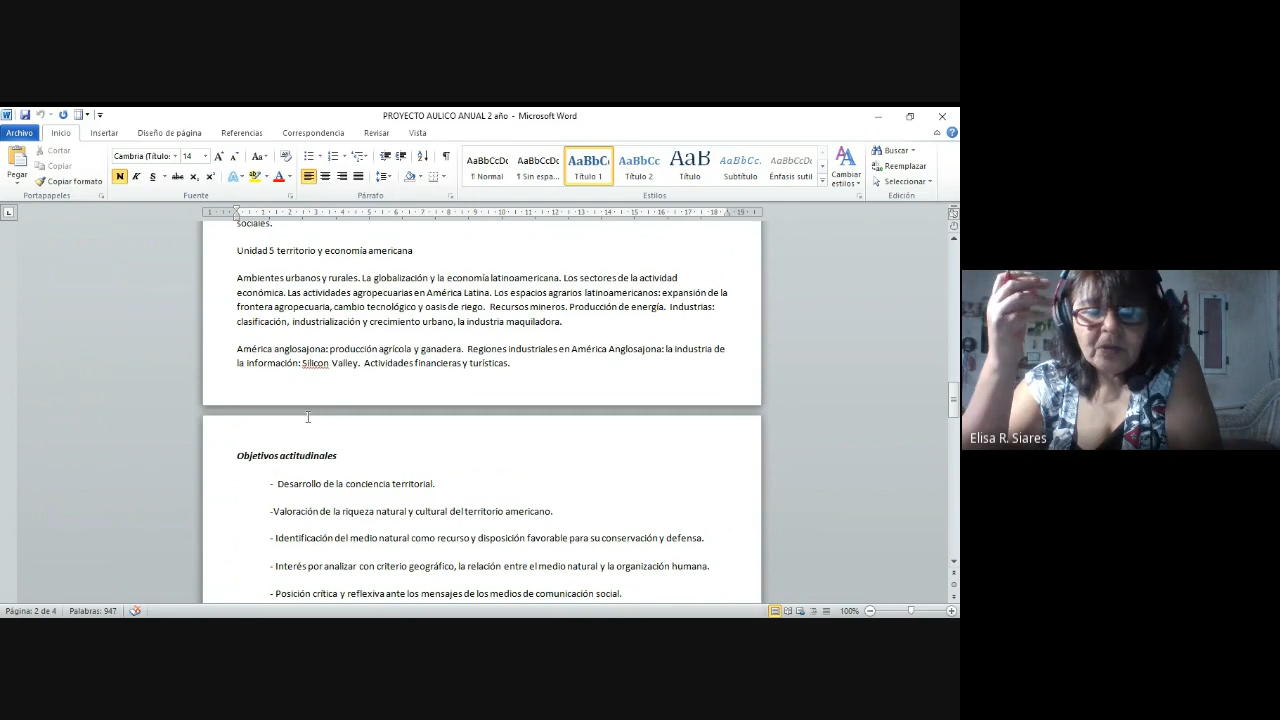 PROYECTO AULICO ANUAL 2 año - Microsoft Word
Archivo Inicio Insertar Diseño de página Referencias Correspondencia Revisar Vista
Pegar
Cortar
Copiar
Copiar formato
Portapapeles
Cambria (Títulos 14
Fuente
Párrafo
AaBbCcDc AaBbCcDc AaBbC AaBbCc AaB AaBbCc. AaBbCcDc
¶ Normal ¶ Sin espa... Título 1 Título 2 Título Subtítulo Énfasis sutil
Estilos
Cambiar estilos
Buscar
Reemplazar
Seleccionar
Edición
sociales.
Unidad 5 territorio y economía americana
Ambientes urbanos y rurales. La globalización y la economía latinoamericana. Los sectores de la actividad
económica. Las actividades agropecuarias en América Latina. Los espacios agrarios latinoamericanos: expansión de la
frontera agropecuaria, cambio tecnológico y oasis de riego. Recursos mineros. Producción de energía. Industrias:
clasificación, industrialización y crecimiento urbano, la industria maquiladora.
América anglosajona: producción agrícola y ganadera. Regiones industriales en América Anglosajona: la industria de
la información: Silicon Valley. Actividades financieras y turísticas.
Objetivos actitudinales
- Desarrollo de la conciencia territorial.
-Valoración de la riqueza natural y cultural del territorio americano.
- Identificación del medio natural como recurso y disposición favorable para su conservación y defensa.
- Interés por analizar con criterio geográfico, la relación entre el medio natural y la organización humana.
- Posición crítica y reflexiva ante los mensajes de los medios de comunicación social.
Página: 2 de 4 Palabras: 947
100%
Elisa R. Siares